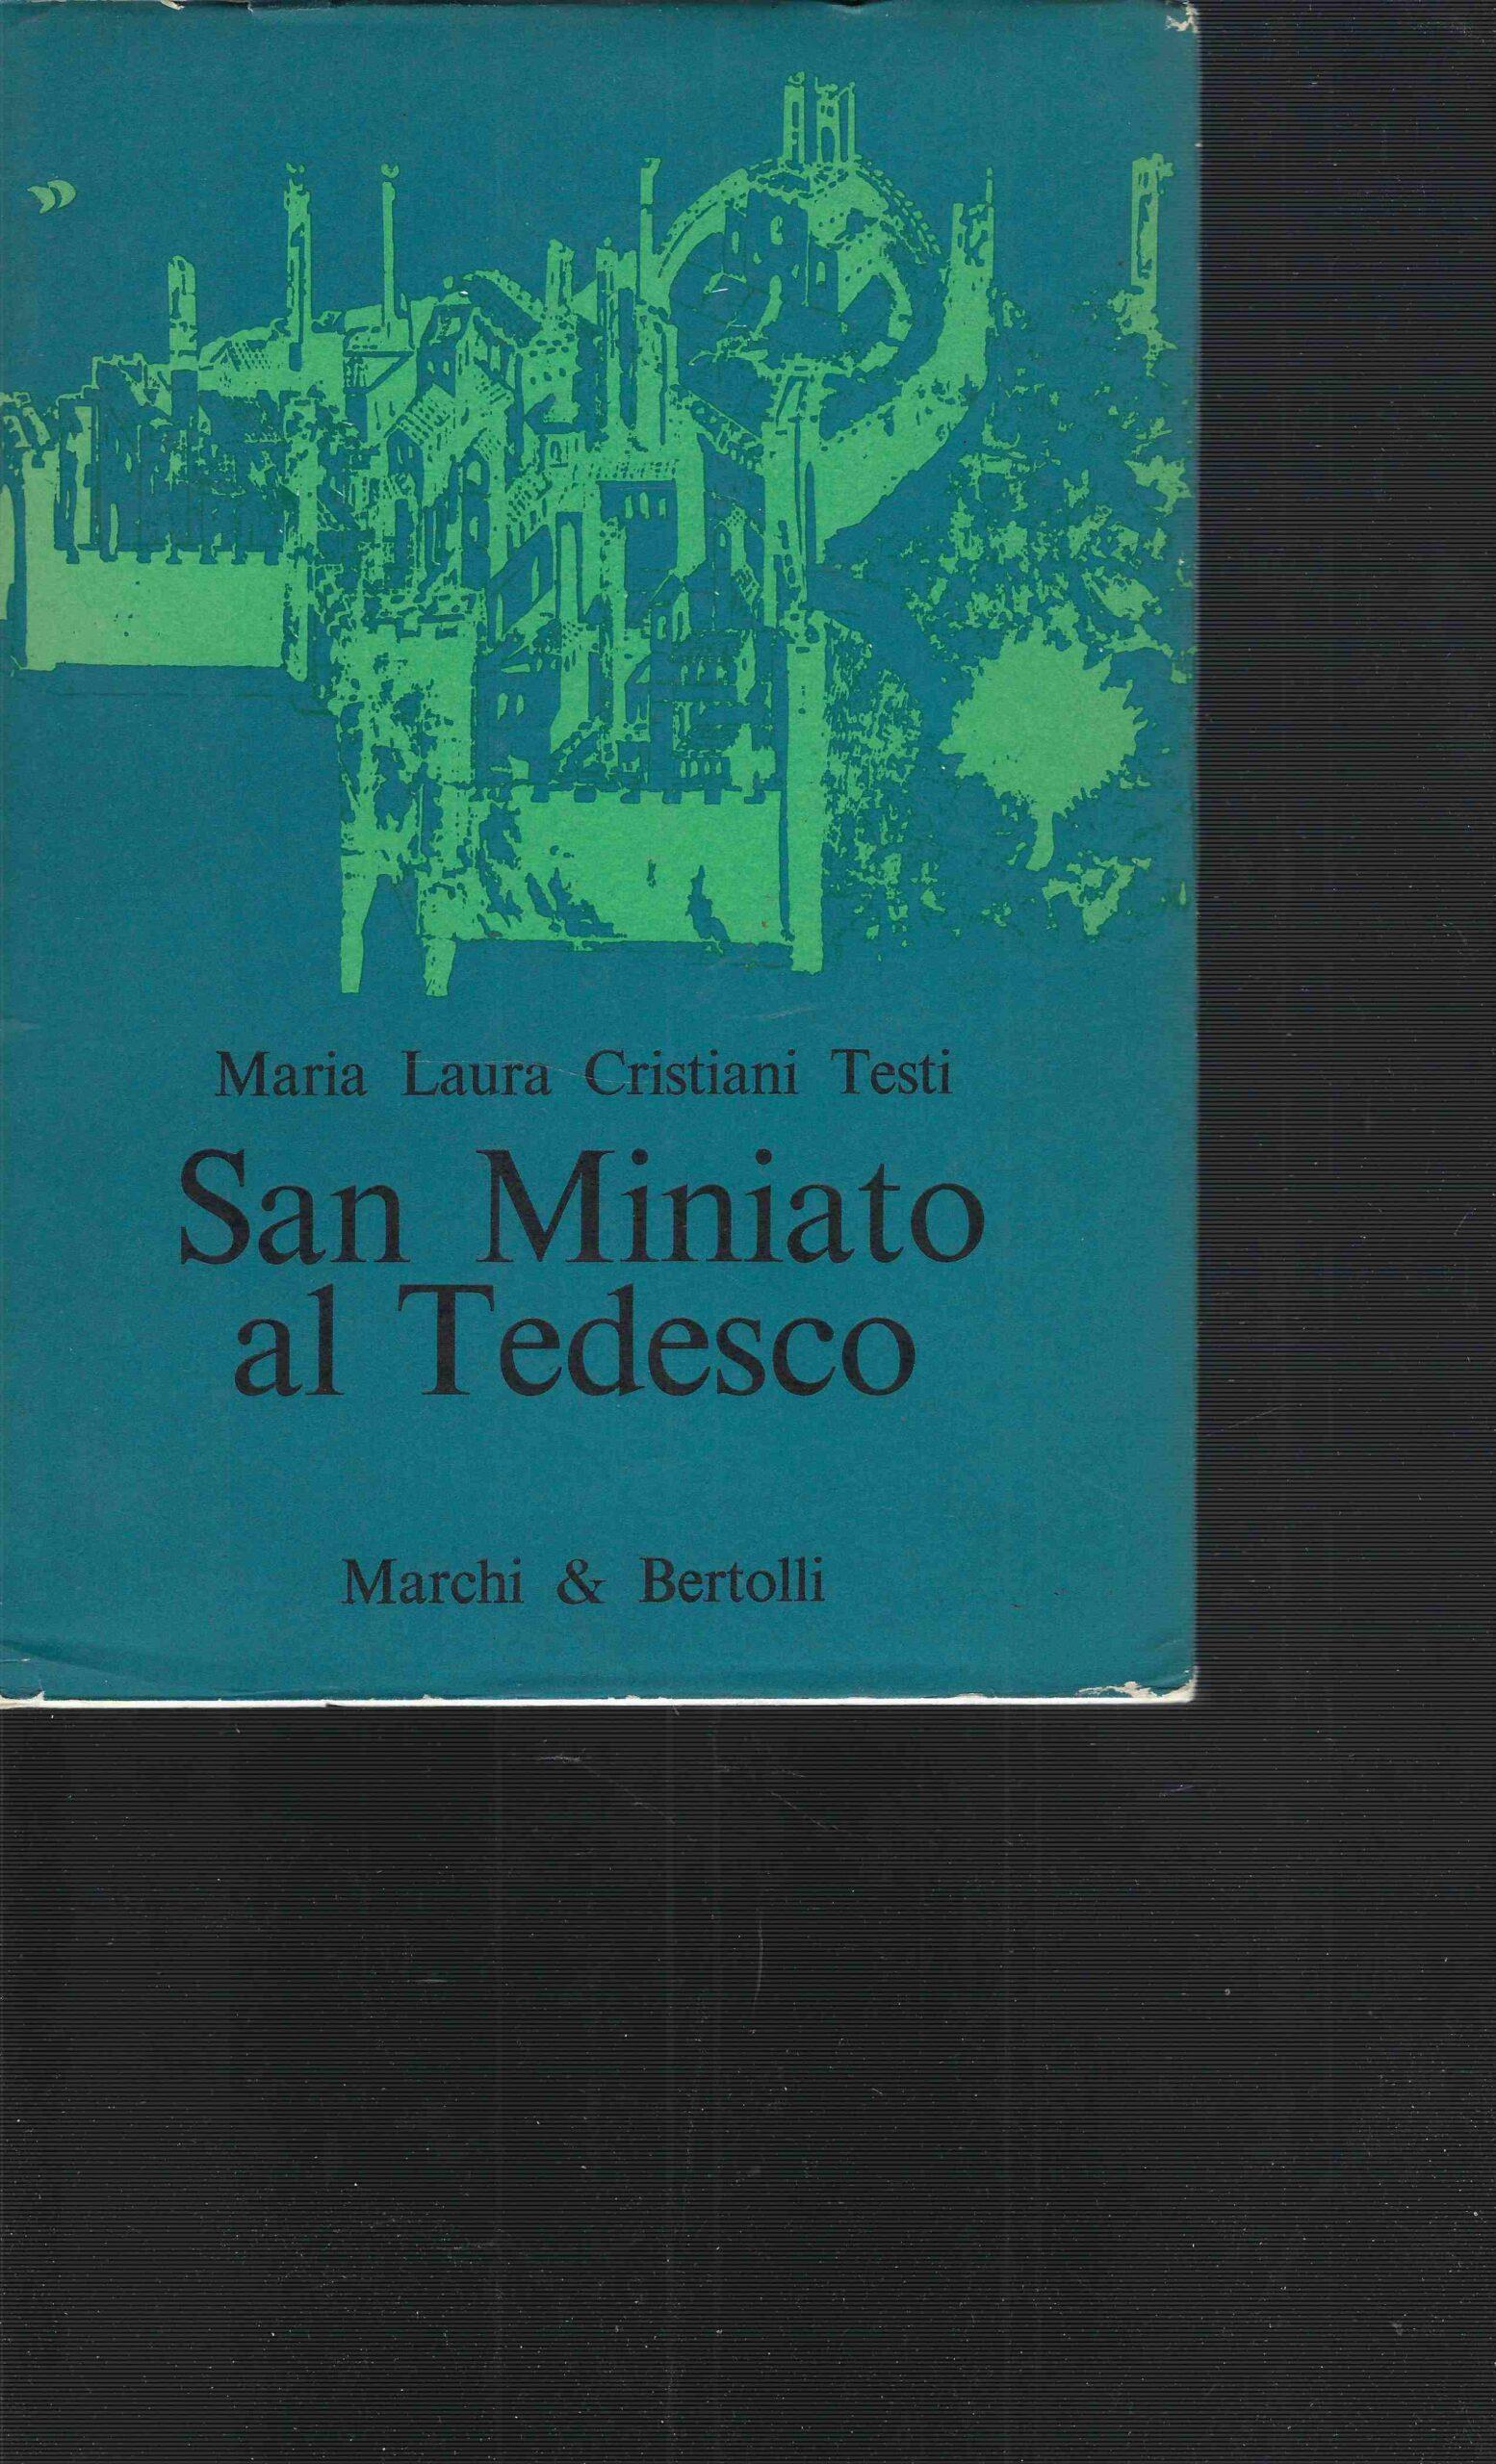 Maria Laura Cristiani Testi
San Miniato
al Tedesco
Marchi & Bertolli